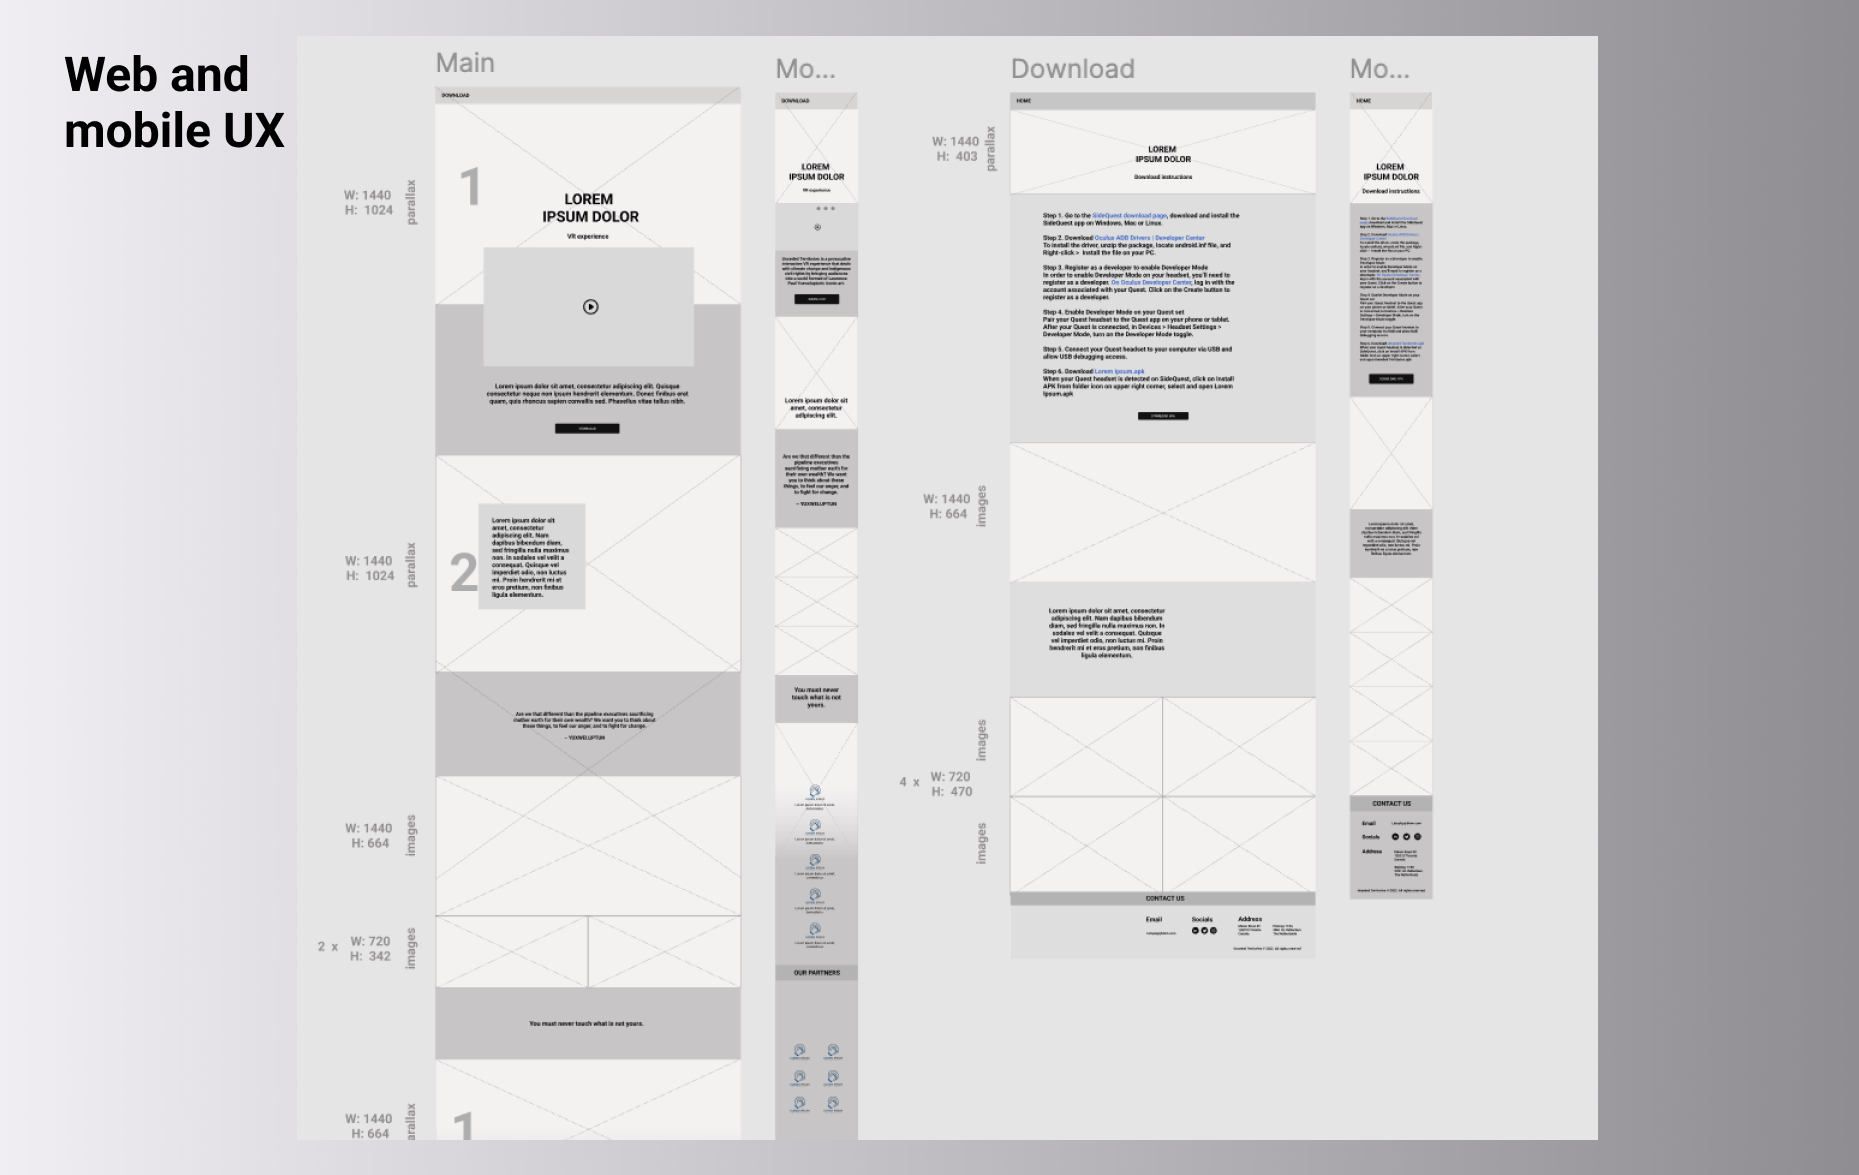 Web and
mobile UX
Main
DOWNLOAD
W: 1440
H: 1024
parallax
1
LOREM
IPSUM DOLOR
VR experience
Lorem ipsum dolor sit amet, consectetur adipiscing elit. Quisque
consectetur neque non ipsum hendrerit elementum. Donec finibus erat
quam, quis rhoncus sapien convallis sed. Phasellus vitae tellus nibh.
W: 1440
H: 1024
parallax
2
Lorem ipsum dolor sit
amet, consectetur
adipiscing elit. Nam
dapibus bibendum diam,
sed fringilla nulla maximus
non. In sodales vel velit a
consequat. Quisque vel
imperdiet odio, non luctus
mi. Proin hendrerit mi et
eros pretium, non finibus
ligula elementum.
Are we that different than the pipeline executives sacrificing
mother earth for their own wealth? We want you to think about
these things, to feel our anger, and to fight for change.
– YUXWELUPTUN
W: 1440
H: 664
images
2 x
W: 720
H: 342
images
You must never touch what is not yours.
W: 1440
H: 664
parallax
1
Mo...
DOWNLOAD
LOREM
IPSUM DOLOR
VR experience
Lorem ipsum dolor sit
amet, consectetur
adipiscing elit.
Are we that different than the
pipeline executives
sacrificing mother earth for
their own wealth? We want
you to think about these
things, to feel our anger, and
to fight for change.
– YUXWELUPTUN
You must never
touch what is not
yours.
OUR PARTNERS
Download
HOME
W: 1440
H: 403
parallax
LOREM
IPSUM DOLOR
Download instructions
Step 1. Go to the SideQuest download page, download and install the
SideQuest app on Windows, Mac or Linux.
Step 2. Download Oculus ADB Drivers | Developer Center
To install the driver, unzip the package, locate android.inf file, and
Right-click > Install the file on your PC.
Step 3. Register as a developer to enable Developer Mode
In order to enable Developer Mode on your headset, you'll need to
register as a developer. On Oculus Developer Center, log in with the
account associated with your Quest. Click on the Create button to
register as a developer.
Step 4. Enable Developer Mode on your Quest set
Pair your Quest headset to the Quest app on your phone or tablet.
After your Quest is connected, in Devices > Headset Settings >
Developer Mode, turn on the Developer Mode toggle.
Step 5. Connect your Quest headset to your computer via USB and
allow USB debugging access.
Step 6. Download Lorem Ipsum.apk
When your Quest headset is detected on SideQuest, click on Install
APK from folder icon on upper right corner, select and open Lorem
Ipsum.apk
W: 1440
H: 664
images
Lorem ipsum dolor sit amet, consectetur
adipiscing elit. Nam dapibus bibendum
diam, sed fringilla nulla maximus non. In
sodales vel velit a consequat. Quisque
vel imperdiet odio, non luctus mi. Proin
hendrerit mi et eros pretium, non finibus
ligula elementum.
4 x
W: 720
H: 470
images
images
CONTACT US
Email
Socials
Address
Mo...
HOME
LOREM
IPSUM DOLOR
Download instructions
CONTACT US
Email
Socials
Address